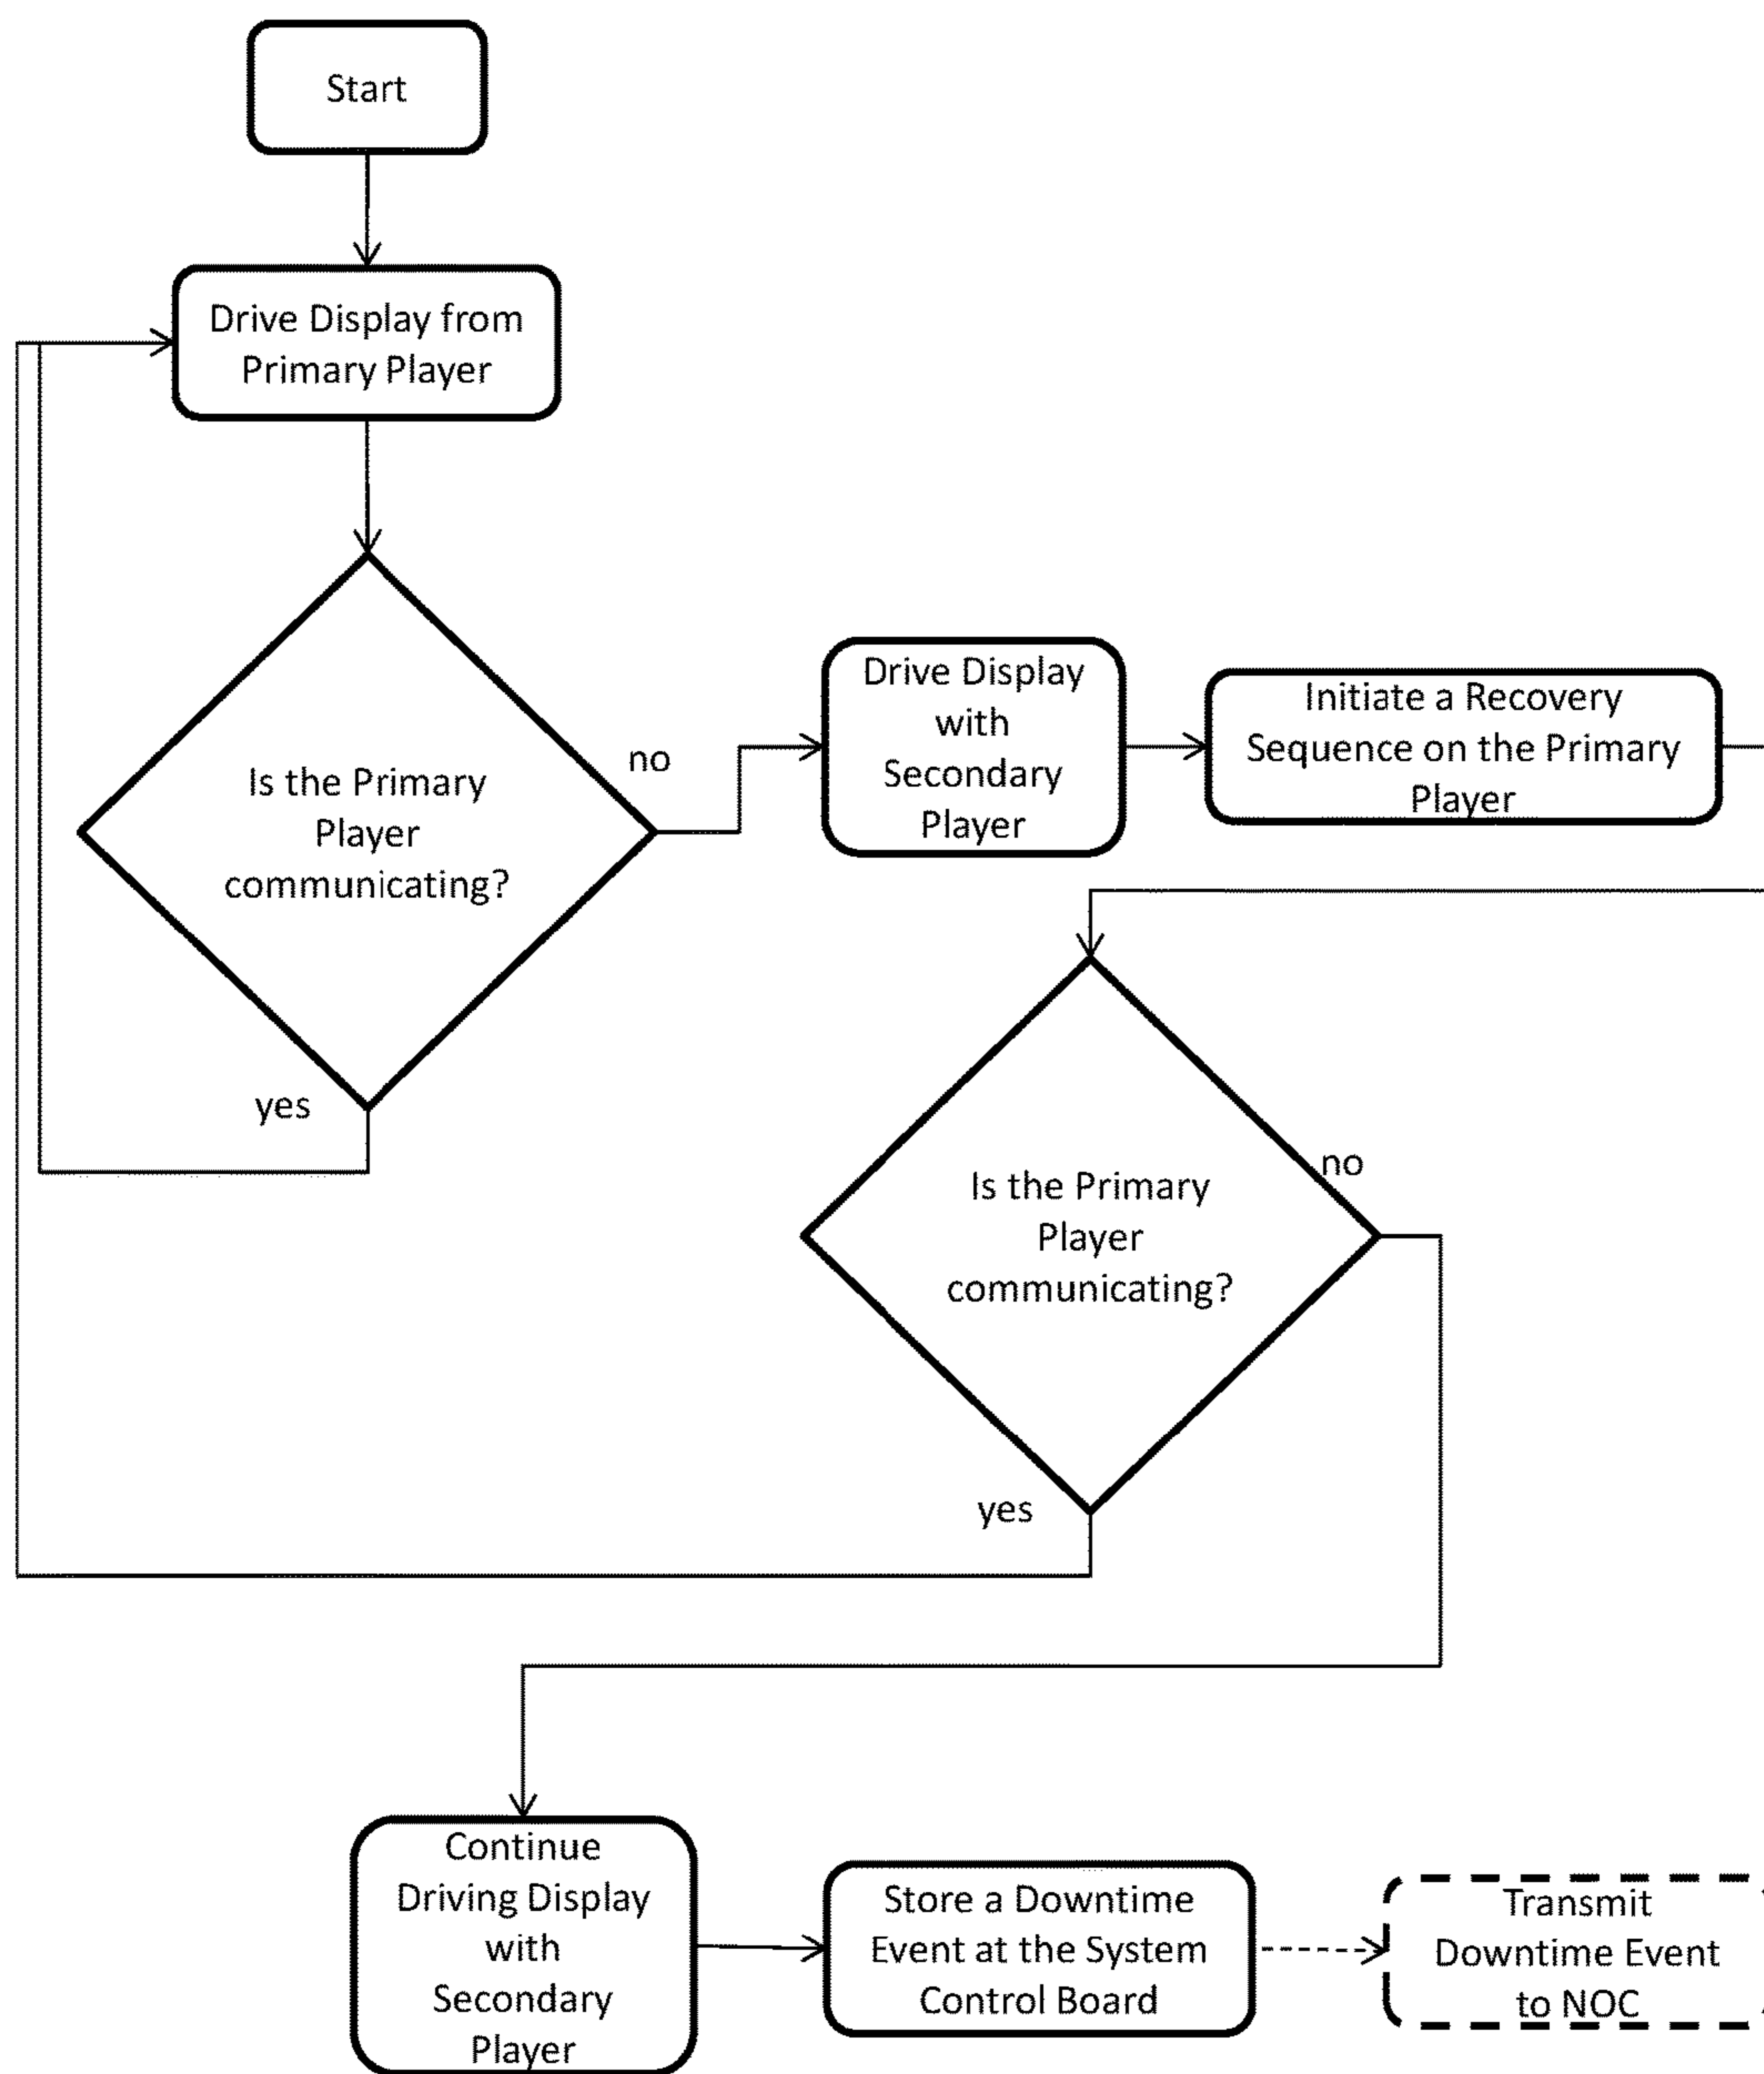 Start
Drive Display from
Primary Player
Is the Primary
Player
communicating?
no
yes
Drive Display
with
Secondary
Player
Initiate a Recovery
Sequence on the Primary
Player
Is the Primary
Player
communicating?
no
yes
Continue
Driving Display
with
Secondary
Player
Store a Downtime
Event at the System
Control Board
Transmit
Downtime Event
to NOC